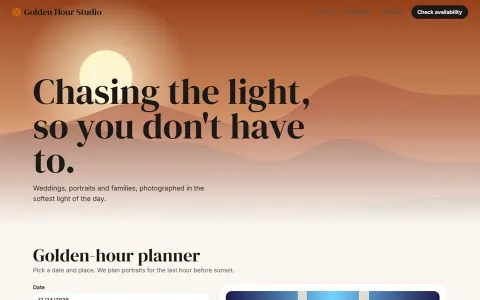 Golden Hour Studio
Check availability
Chasing the light,
so you don't have
to.
Weddings, portraits and families, photographed in the
softest light of the day.
Golden-hour planner
Pick a date and place. We plan portraits for the last hour before sunset.
Date